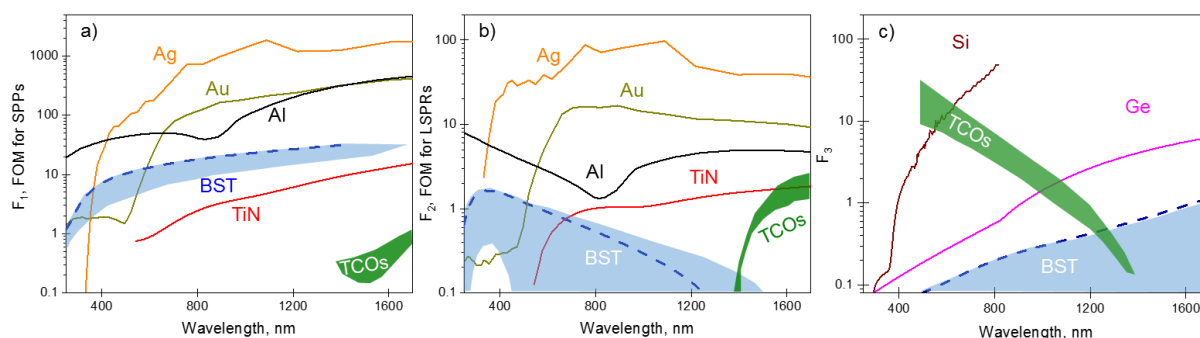 a)
F1, FOM for SPPs
1000
100
10
1
0.1
Ag
Au
Al
BST
TiN
TCOs
400 800 1200 1600
Wavelength, nm
b)
F2, FOM for LSPRs
100
10
1
0.1
Ag
Au
Al
TiN
BST
TCOs
400 800 1200 1600
Wavelength, nm
c)
F3
100
10
1
0.1
Si
TCOs
Ge
BST
400 800 1200 1600
Wavelength, nm